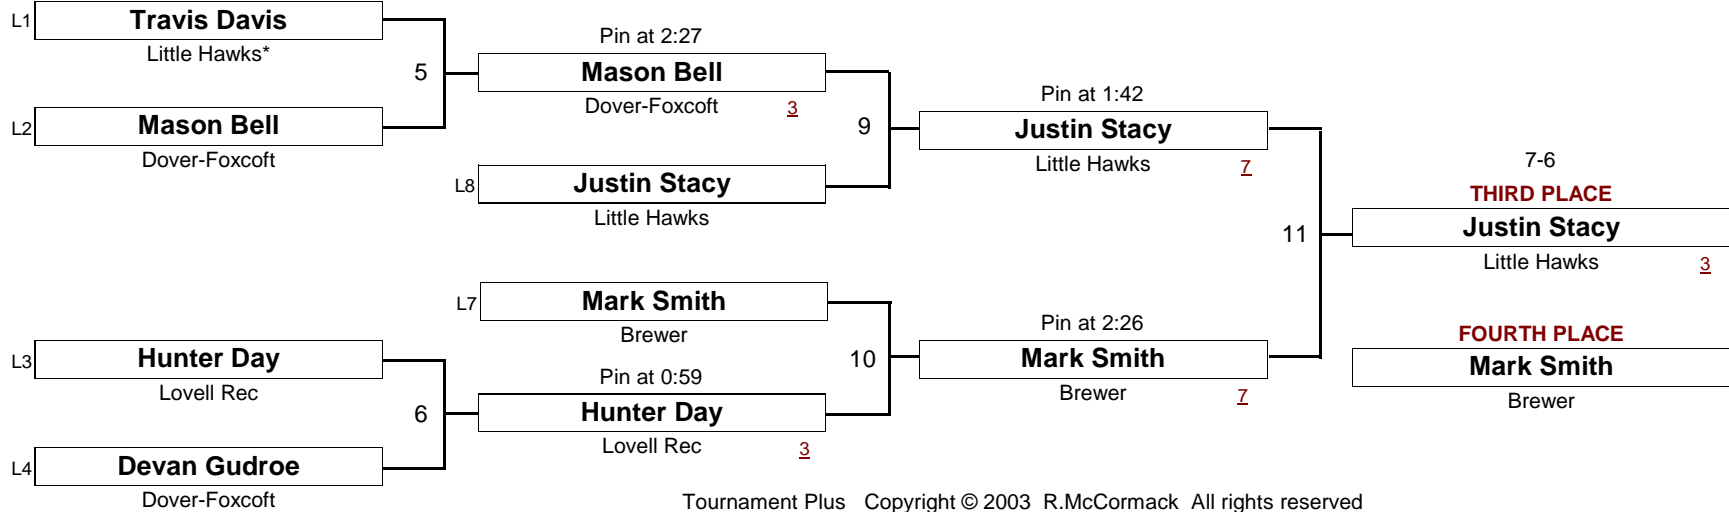 L1 Travis Davis
Little Hawks*
5
L2 Mason Bell
Dover-Foxcoft
Pin at 2:27
Mason Bell
Dover-Foxcoft 3
9
L8 Justin Stacy
Little Hawks
Pin at 1:42
Justin Stacy
Little Hawks 7
L7 Mark Smith
Brewer
10
L3 Hunter Day
Lovell Rec
6
L4 Devan Gudroe
Dover-Foxcoft
Pin at 0:59
Hunter Day
Lovell Rec 3
Pin at 2:26
Mark Smith
Brewer 7
11
7-6
THIRD PLACE
Justin Stacy
Little Hawks 3
FOURTH PLACE
Mark Smith
Brewer
Tournament Plus Copyright © 2003 R.McCormack All rights reserved